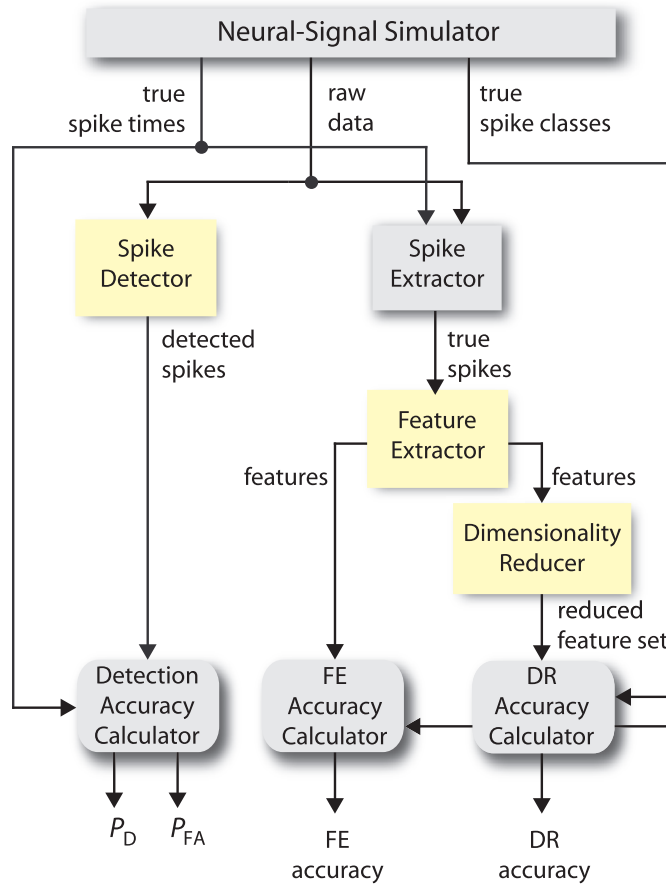 Neural-Signal Simulator
true
spike times
raw
data
true
spike classes
Spike
Detector
Spike
Extractor
detected
spikes
true
spikes
Feature
Extractor
features
features
Dimensionality
Reducer
reduced
feature set
Detection
Accuracy
Calculator
FE
Accuracy
Calculator
DR
Accuracy
Calculator
PD
PFA
FE
accuracy
DR
accuracy